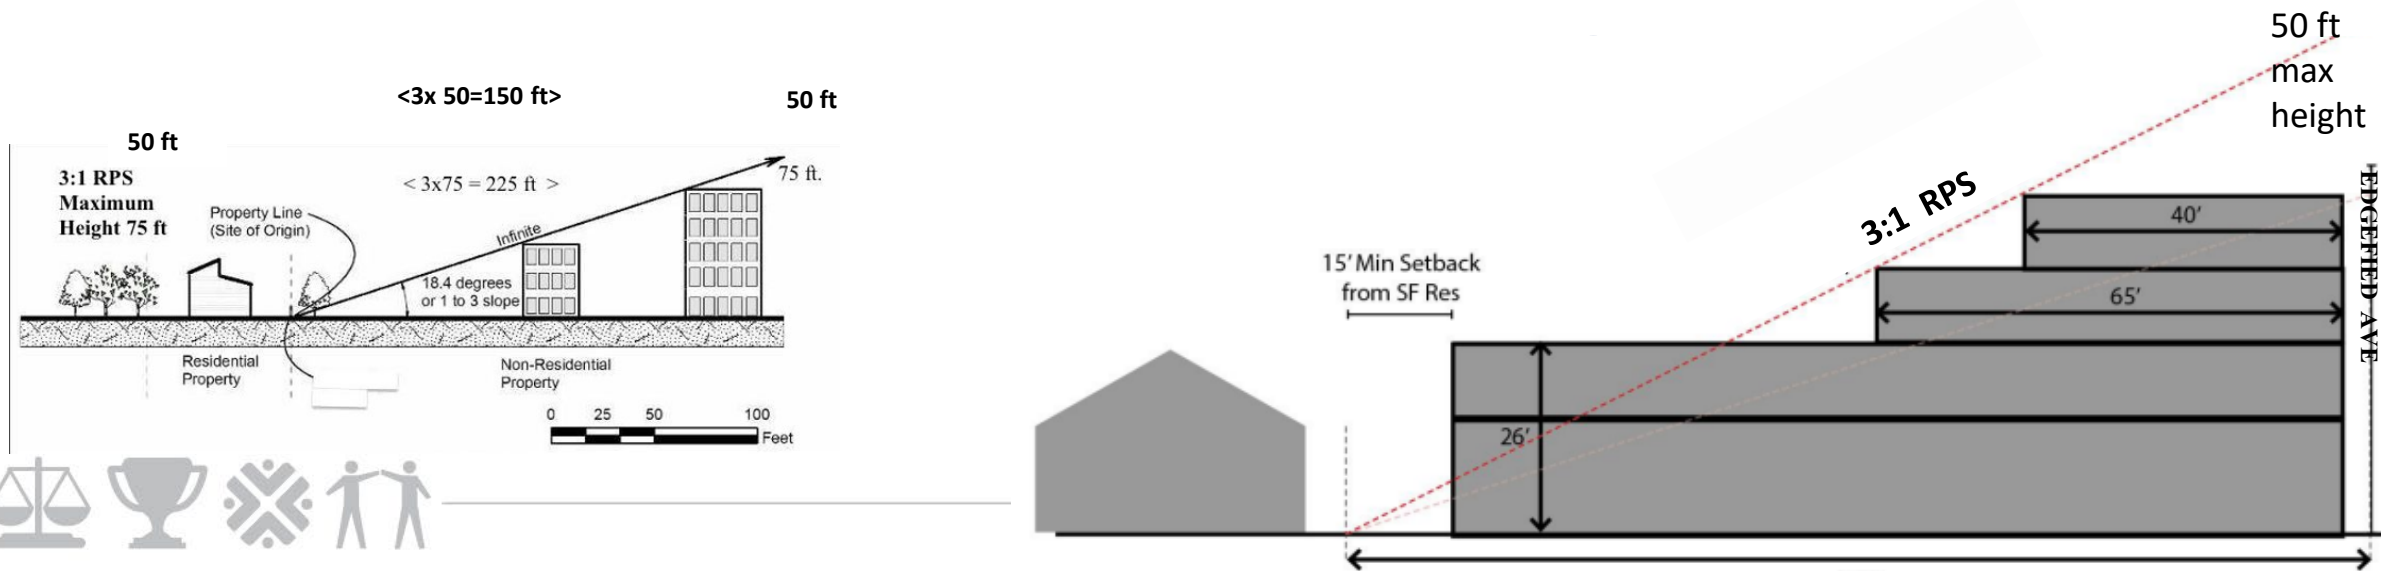 <3x 50=150 ft>
50 ft
50 ft
3:1 RPS
Maximum
Height 75 ft
< 3x75 = 225 ft >
75 ft.
Property Line
(Site of Origin)
Infinite
18.4 degrees
or 1 to 3 slope
Residential
Property
Non-Residential
Property
0 25 50 100
Feet
50 ft
max
height
3:1 RPS
15' Min Setback
from SF Res
40'
65'
26'
EDGEFIED AVE